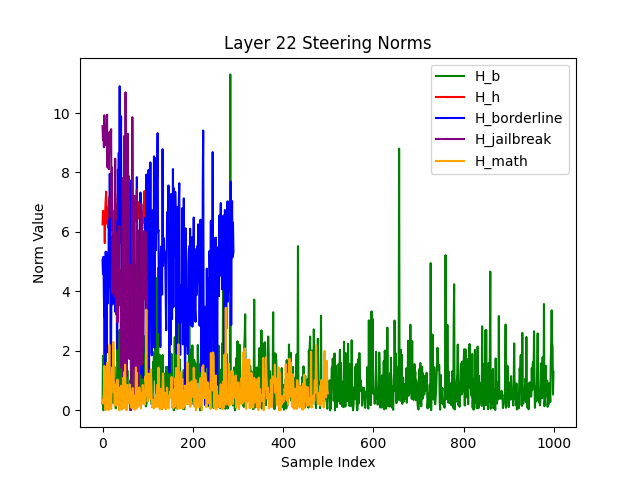 Layer 22 Steering Norms
H_b
H_h
H_borderline
H_jailbreak
H_math
Norm Value
10
8
6
4
2
0
0 200 400 600 800 1000
Sample Index